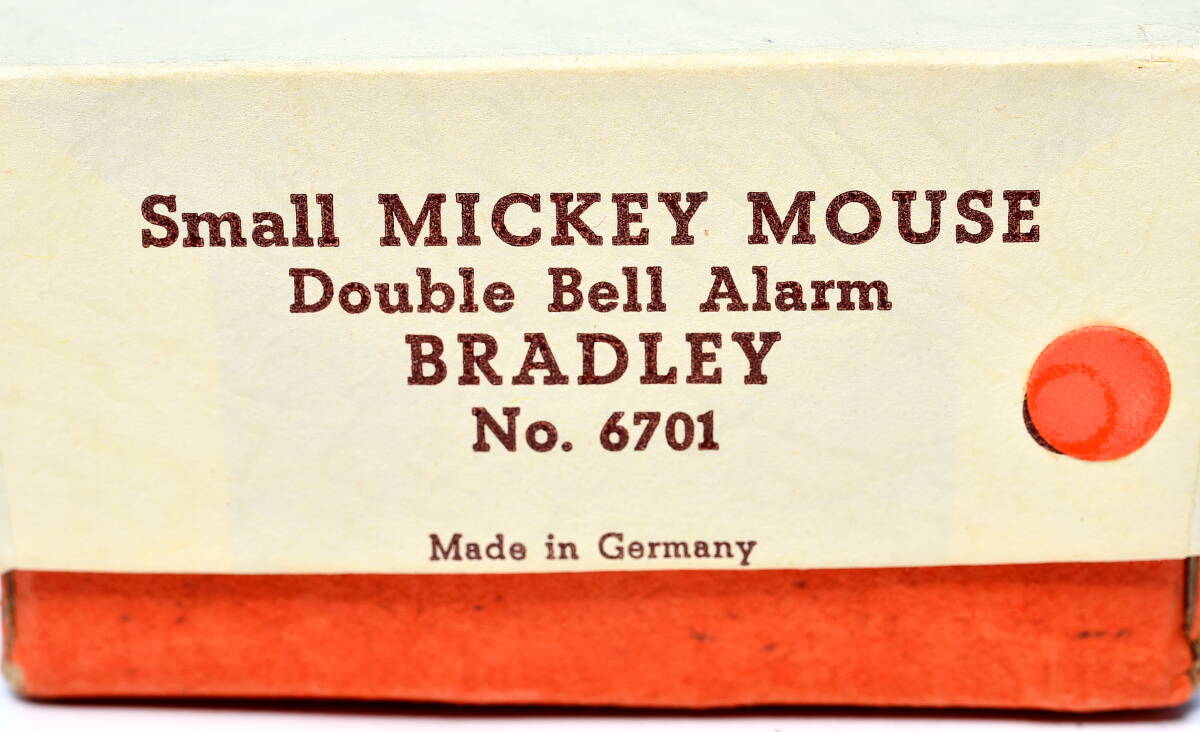 Small MICKEY MOUSE
Double Bell Alarm
BRADLEY
No. 6701
Made in Germany